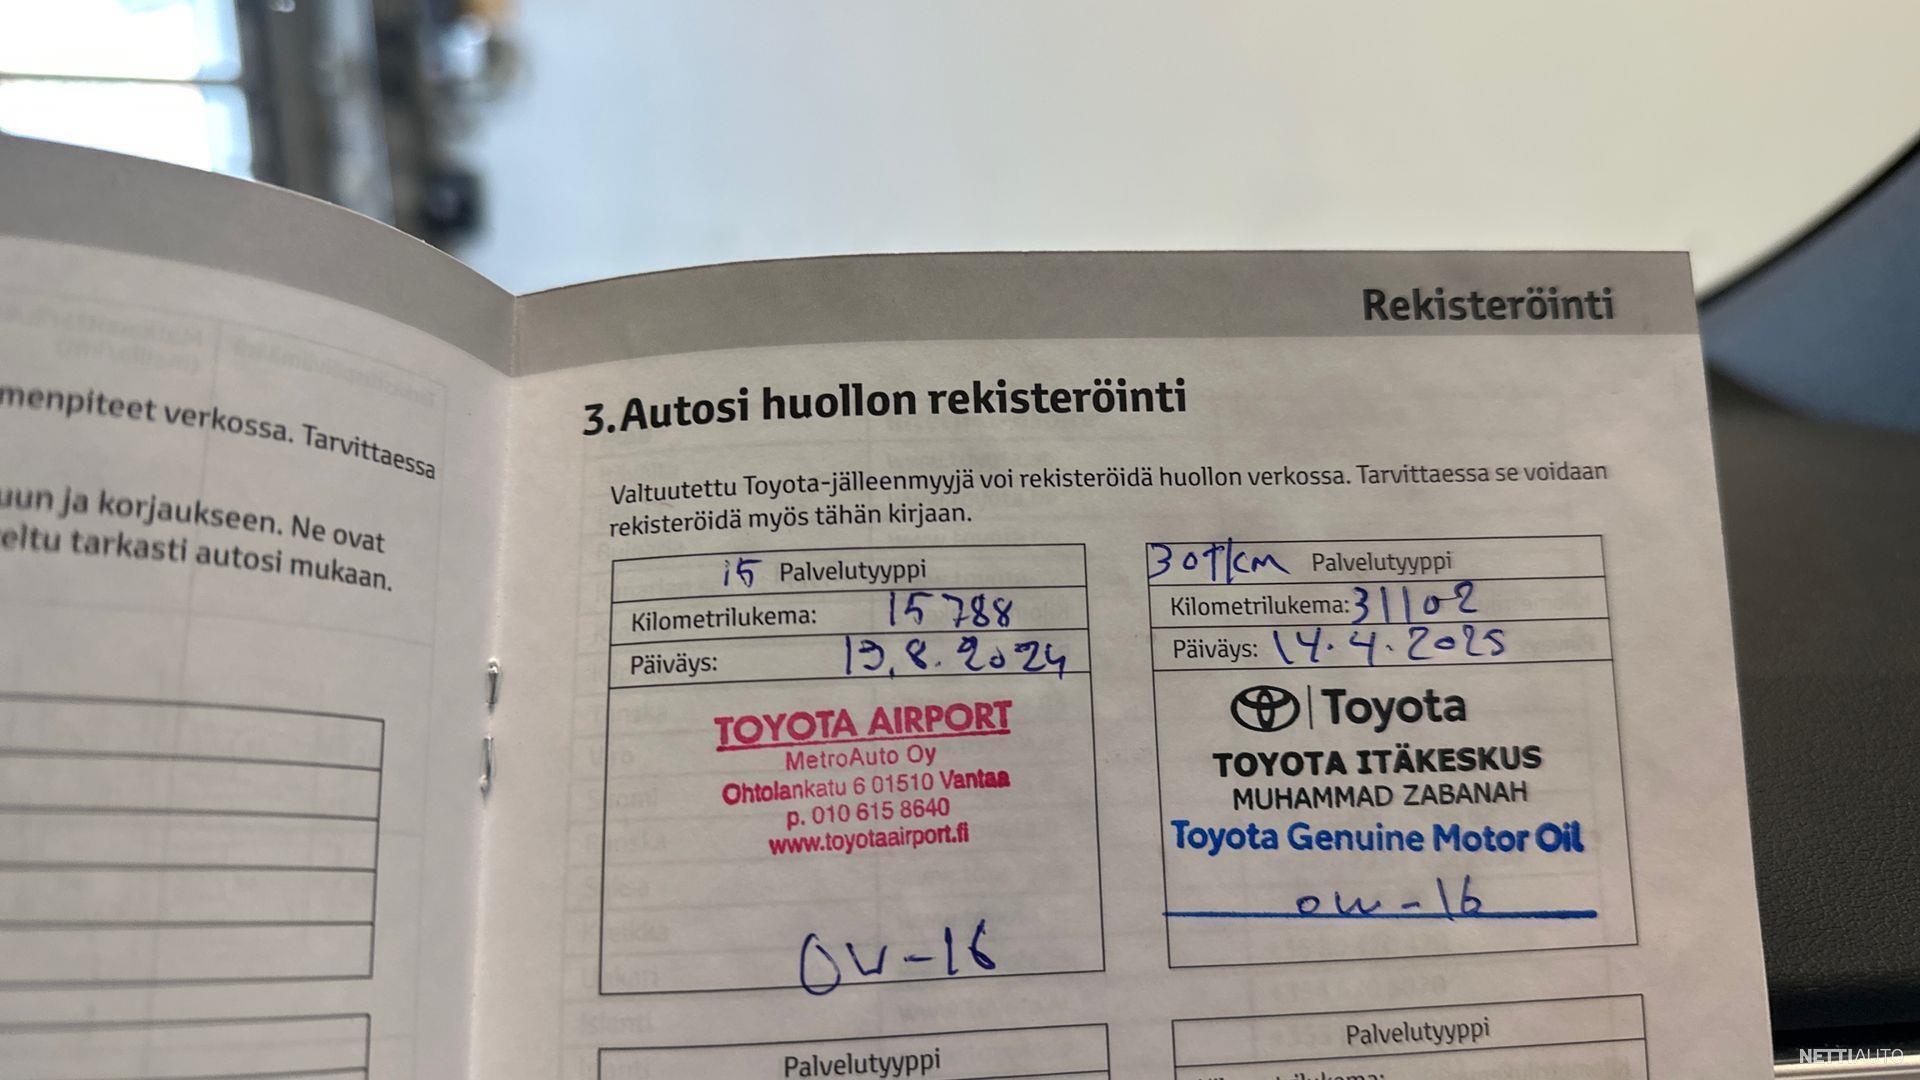 menpiteet verkossa. Tarvittaessa
uun ja korjaukseen. Ne ovat
eltu tarkasti autosi mukaan.
Rekisteröinti
3. Autosi huollon rekisteröinti
Valtuutettu Toyota-jälleenmyyjä voi rekisteröidä huollon verkossa. Tarvittaessa se voidaan
rekisteröidä myös tähän kirjaan.
15 Palvelutyyppi
Kilometrilukema: 15788
Päiväys: 19.8.2024
TOYOTA AIRPORT
MetroAuto Oy
Ohtolankatu 6 01510 Vantaa
p. 010 615 8640
www.toyotaairport.fi
0W-16
30Tkm Palvelutyyppi
Kilometrilukema: 31102
Päiväys: 14.4.2025
Toyota
TOYOTA ITÄKESKUS
MUHAMMAD ZABANAH
Toyota Genuine Motor Oil
0W-16
Palvelutyyppi
Palvelutyyppi
Kilometrilukema:
NETTIAUTO